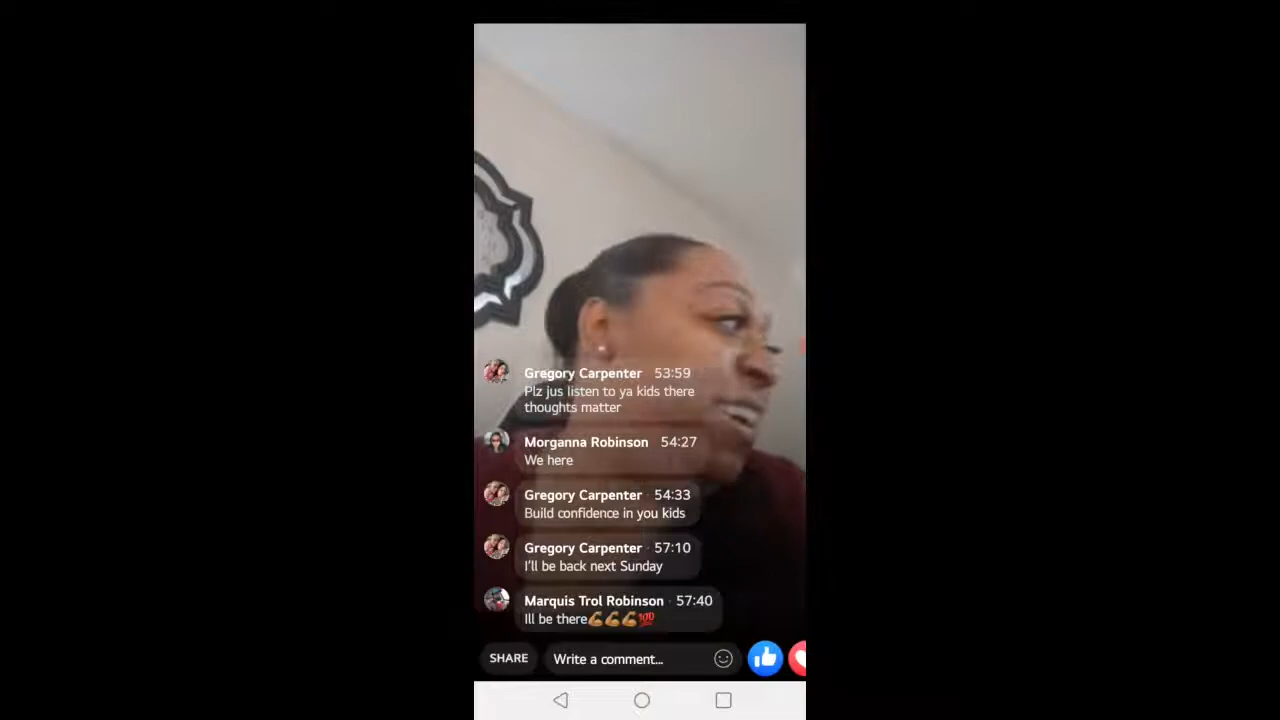 Gregory Carpenter 53:59
Plz jus listen to ya kids there
thoughts matter
Morganna Robinson 54:27
We here
Gregory Carpenter · 54:33
Build confidence in you kids
Gregory Carpenter · 57:10
I'll be back next Sunday
Marquis Trol Robinson · 57:40
Ill be there💪💪💪💯
SHARE Write a comment...